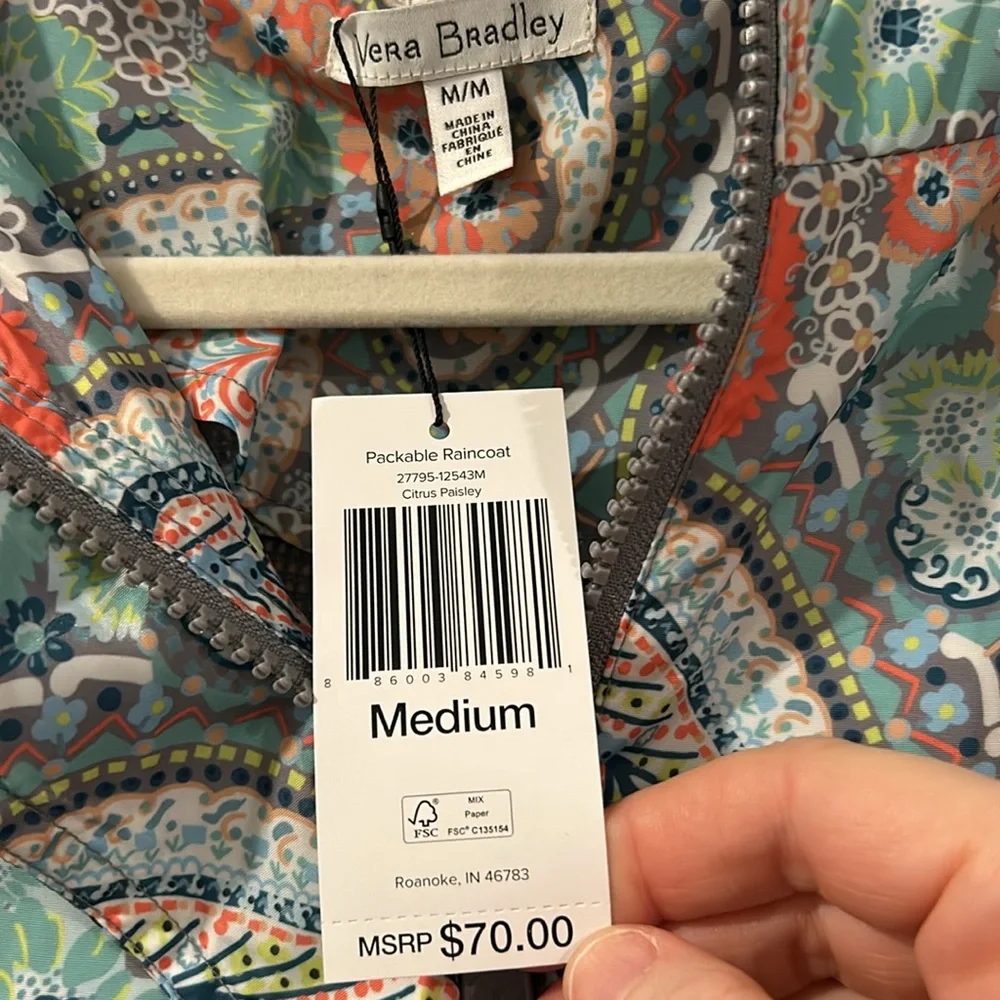 Vera Bradley
M/M
MADE IN
CHINA
FABRIQUÉ
EN
CHINE
Packable Raincoat
27795-12543M
Citrus Paisley
8 86003 84598 1
Medium
FSC®
MIX
Paper
FSC® C135154
Roanoke, IN 46783
MSRP $70.00